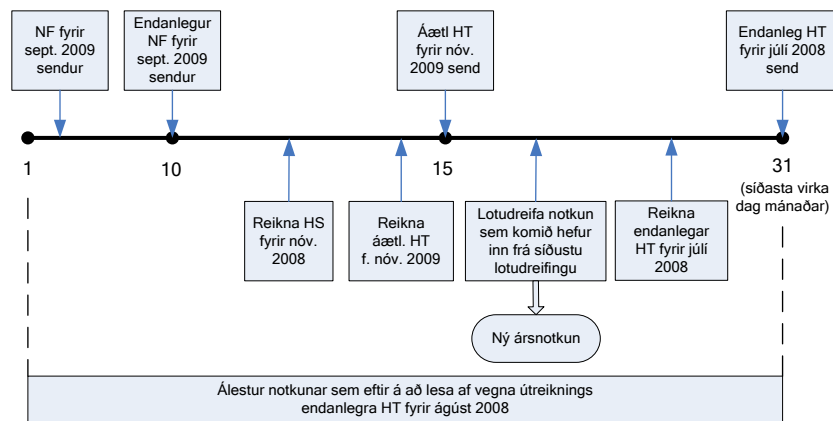 NF fyrir
sept. 2009
sendur
Endanlegur
NF fyrir
sept. 2009
sendur
Áætl HT
fyrir nóv.
2009 send
Endanleg HT
fyrir júlí 2008
send
1
10
15
31
(síðasta virka
dag mánaðar)
Reikna HS
fyrir nóv.
2008
Reikna
áætl. HT
f. nóv. 2009
Lotudreifa notkun
sem komið hefur
inn frá síðustu
lotudreifingu
Reikna
endanlegar
HT fyrir júlí
2008
Ný ársnotkun
Álestur notkunar sem eftir á að lesa af vegna útreiknings
endanlegra HT fyrir ágúst 2008